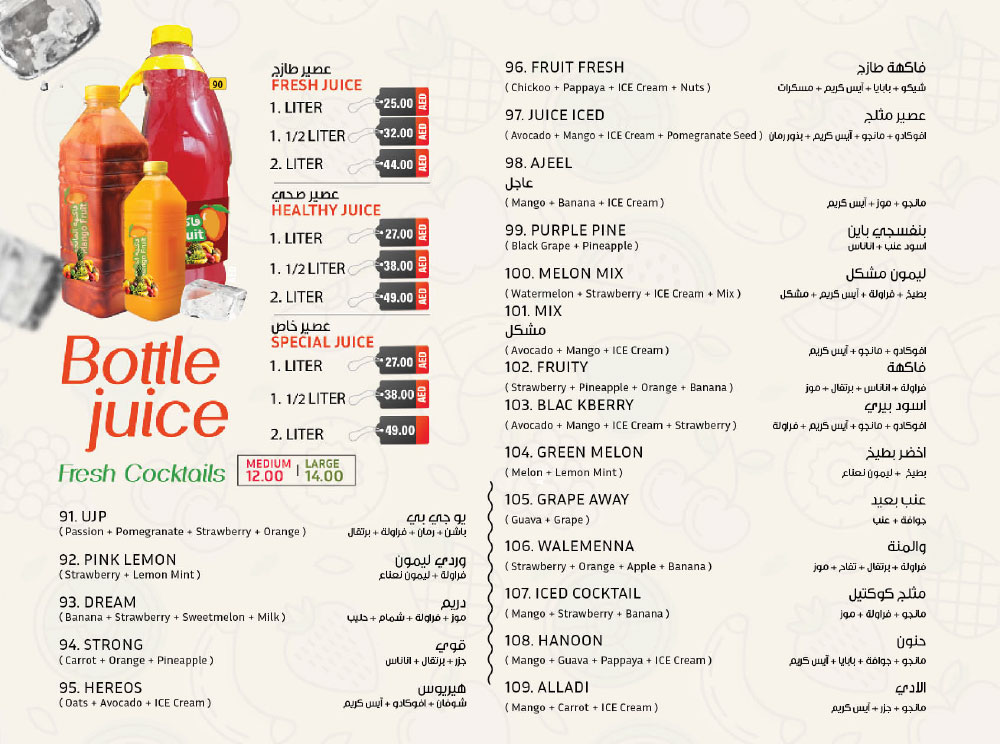 90
فاكهة المانجو
Mango Fruit
عصير طازج
FRESH JUICE
1. LITER 25.00 AED
1. 1/2 LITER 32.00 AED
2. LITER 44.00 AED
عصير صحي
HEALTHY JUICE
1. LITER 27.00 AED
1. 1/2 LITER 38.00 AED
2. LITER 49.00 AED
عصير خاص
SPECIAL JUICE
1. LITER 27.00 AED
1. 1/2 LITER 38.00 AED
2. LITER 49.00
Bottle
juice
Fresh Cocktails MEDIUM 12.00 | LARGE 14.00
91. UJP يو جي بي
( Passion + Pomegranate + Strawberry + Orange ) باشن + رمان + فراولة + برتقال
92. PINK LEMON وردي ليمون
( Strawberry + Lemon Mint ) فراولة + ليمون نعناع
93. DREAM دريم
( Banana + Strawberry + Sweetmelon + Milk ) موز + فراولة + شمام + حليب
94. STRONG قوي
( Carrot + Orange + Pineapple ) جزر + برتقال + اناناس
95. HEREOS هيريوس
( Oats + Avocado + ICE Cream ) شوفان + افوكادو + آيس كريم
96. FRUIT FRESH فاكهة طازج
( Chickoo + Pappaya + ICE Cream + Nuts ) شيكو + بابايا + آيس كريم + مسكرات
97. JUICE ICED عصير مثلج
( Avocado + Mango + ICE Cream + Pomegranate Seed ) افوكادو + مانجو + آيس كريم + بنور رمان
98. AJEEL
عاجل
( Mango + Banana + ICE Cream ) مانجو + موز + آيس كريم
99. PURPLE PINE بنفسجي باين
( Black Grape + Pineapple ) اسود عنب + اناناس
100. MELON MIX ليمون مشكل
( Watermelon + Strawberry + ICE Cream + Mix ) بطيخ + فراولة + آيس كريم + مشكل
101. MIX
مشكل
( Avocado + Mango + ICE Cream ) افوكادو + مانجو + آيس كريم
102. FRUITY فاكهة
( Strawberry + Pineapple + Orange + Banana ) فراولة + اناناس + برتقال + موز
103. BLAC KBERRY اسود بيري
( Avocado + Mango + ICE Cream + Strawberry ) افوكادو + مانجو + آيس كريم + فراولة
104. GREEN MELON اخضر بطيخ
( Melon + Lemon Mint ) بطيخ + ليمون نعناع
105. GRAPE AWAY عنب بعيد
( Guava + Grape ) جوافة + عنب
106. WALEMENNA والمنة
( Strawberry + Orange + Apple + Banana ) فراولة + برتقال + تفاح + موز
107. ICED COCKTAIL مثلج كوكتيل
( Mango + Strawberry + Banana ) مانجو + فراولة + موز
108. HANOON حنون
( Mango + Guava + Pappaya + ICE Cream ) مانجو + جوافة + بابايا + آيس كريم
109. ALLADI الادي
( Mango + Carrot + ICE Cream ) مانجو + جزر + آيس كريم